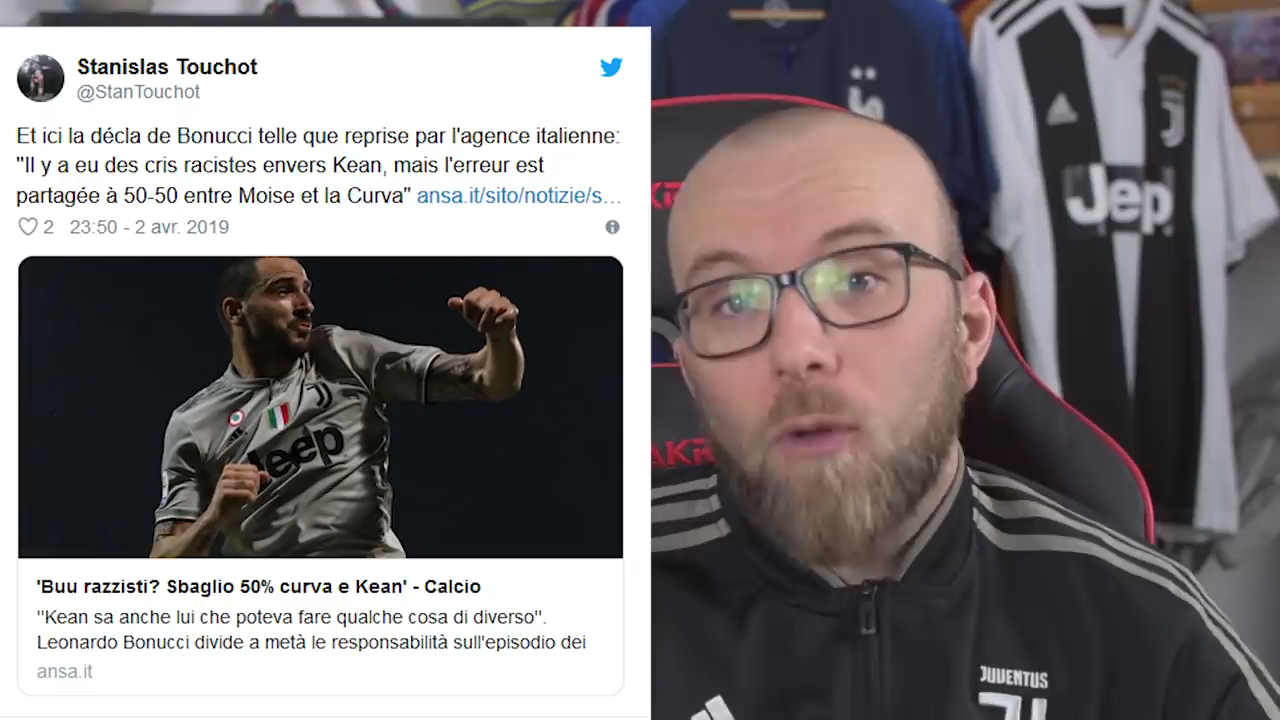 Stanislas Touchot
@StanTouchot
Et ici la décla de Bonucci telle que reprise par l'agence italienne:
"Il y a eu des cris racistes envers Kean, mais l'erreur est
partagée à 50-50 entre Moise et la Curva" ansa.it/sito/notizie/s...
2 23:50 - 2 avr. 2019
Jeep
'Buu razzisti? Sbaglio 50% curva e Kean' - Calcio
"Kean sa anche lui che poteva fare qualche cosa di diverso".
Leonardo Bonucci divide a metà le responsabilità sull'episodio dei
ansa.it
Jeep
JUVENTUS